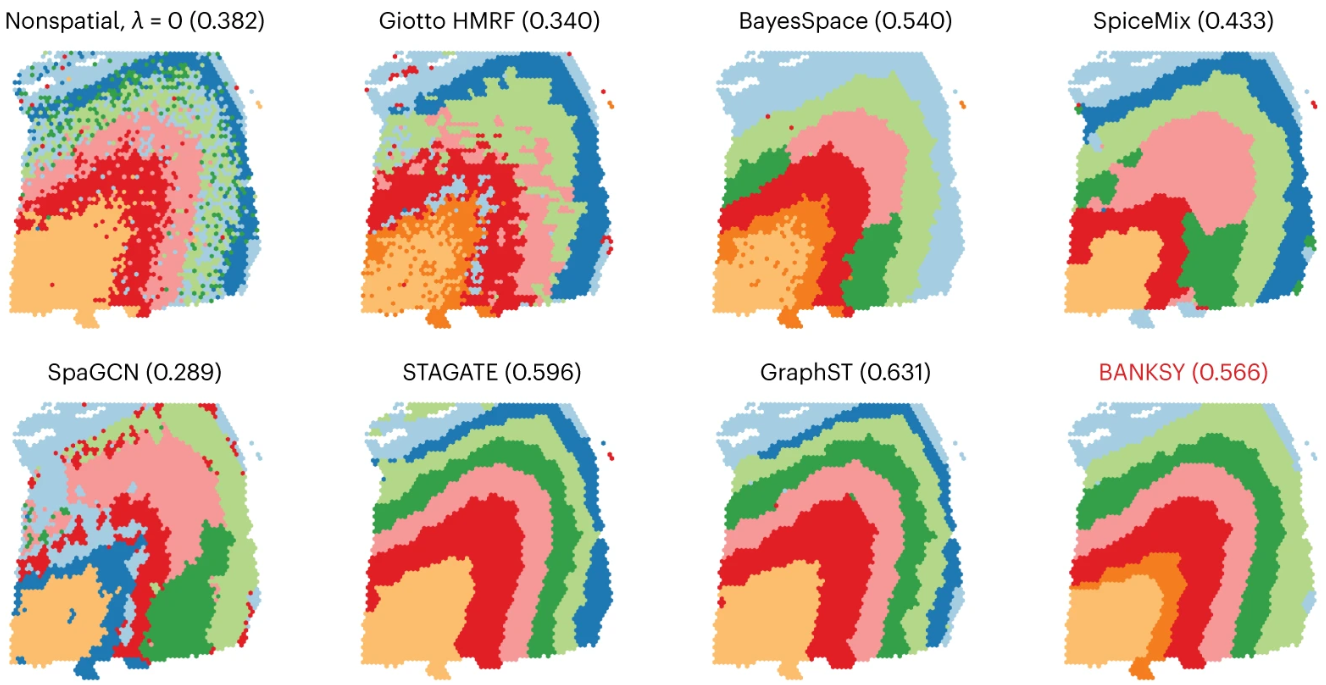 Nonspatial, λ = 0 (0.382)
Giotto HMRF (0.340)
BayesSpace (0.540)
SpiceMix (0.433)
SpaGCN (0.289)
STAGATE (0.596)
GraphST (0.631)
BANKSY (0.566)